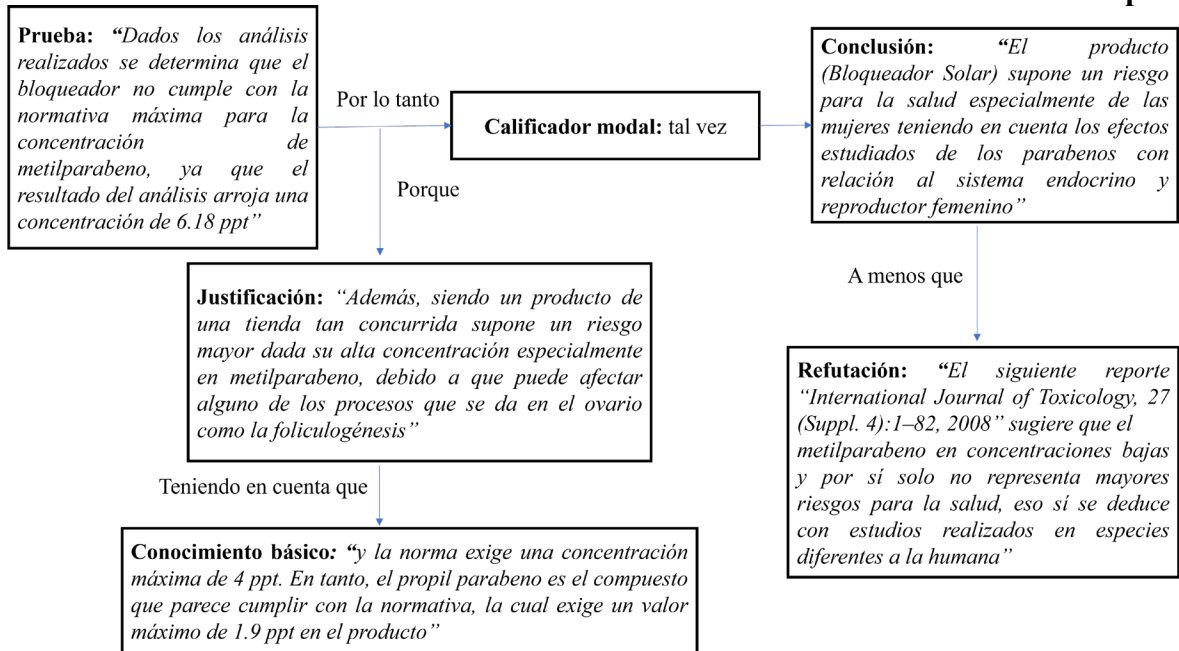 Prueba: “Dados los análisis
realizados se determina que el
bloqueador no cumple con la
normativa máxima para la
concentración de
metilparabeno, ya que el
resultado del análisis arroja una
concentración de 6.18 ppt”
Por lo tanto
Calificador modal: tal vez
Conclusión: “El producto
(Bloqueador Solar) supone un riesgo
para la salud especialmente de las
mujeres teniendo en cuenta los efectos
estudiados de los parabenos con
relación al sistema endocrino y
reproductor femenino”
Porque
A menos que
Justificación: “Además, siendo un producto de
una tienda tan concurrida supone un riesgo
mayor dada su alta concentración especialmente
en metilparabeno, debido a que puede afectar
alguno de los procesos que se da en el ovario
como la foliculogénesis”
Refutación: “El siguiente reporte
“International Journal of Toxicology, 27
(Suppl. 4):1–82, 2008” sugiere que el
metilparabeno en concentraciones bajas
y por sí solo no representa mayores
riesgos para la salud, eso sí se deduce
con estudios realizados en especies
diferentes a la humana”
Teniendo en cuenta que
Conocimiento básico: “y la norma exige una concentración
máxima de 4 ppt. En tanto, el propil parabeno es el compuesto
que parece cumplir con la normativa, la cual exige un valor
máximo de 1.9 ppt en el producto”